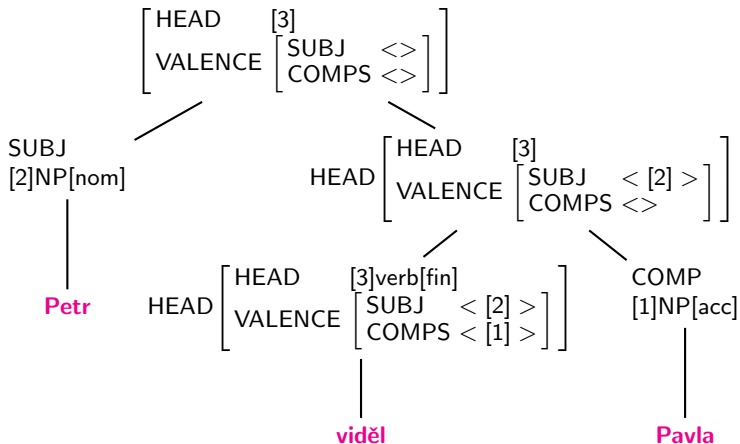 HEAD [3]
VALENCE SUBJ <>
COMPS <>
SUBJ
[2]NP[nom]
HEAD HEAD [3]
VALENCE SUBJ < [2] >
COMPS <>
Petr
HEAD HEAD [3]verb[fin]
VALENCE SUBJ < [2] >
COMPS < [1] >
COMP
[1]NP[acc]
viděl
Pavla